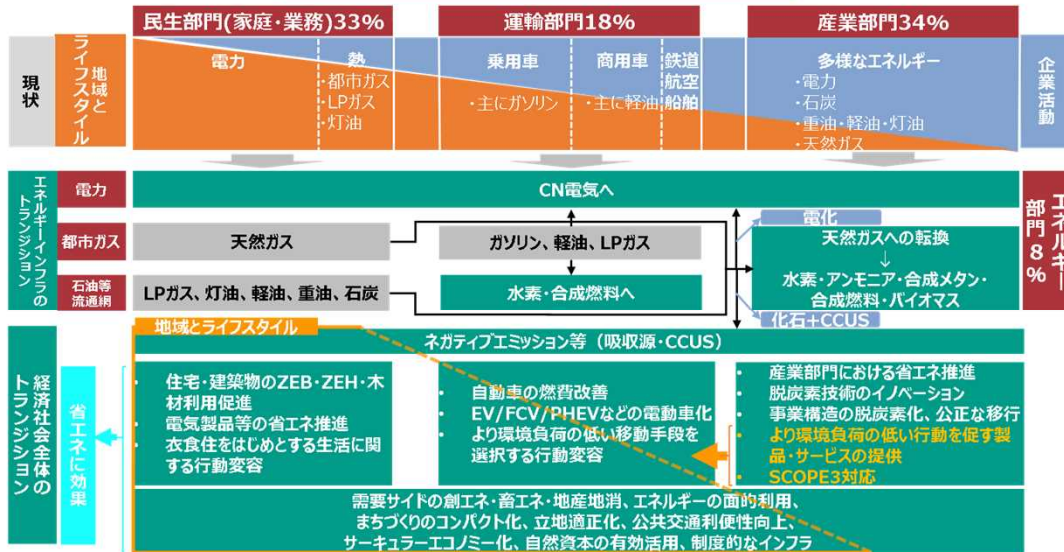 民生部門(家庭・業務)33%
運輸部門18%
産業部門34%
現状
地域と
ライフスタイル
電力
熱
・都市ガス
・LPガス
・灯油
乗用車
・主にガソリン
商用車
・主に軽油
鉄道
航空
船舶
多様なエネルギー
・電力
・石炭
・重油・軽油・灯油
・天然ガス
企業活動
エネルギーインフラの
トランジション
電力
CN電気へ
都市ガス
天然ガス
ガソリン、軽油、LPガス
電化
天然ガスへの転換
↓
水素・アンモニア・合成メタン・
合成燃料・バイオマス
石油等
流通網
LPガス、灯油、軽油、重油、石炭
水素・合成燃料へ
化石+CCUS
エネルギー
部門8%
経済社会全体の
トランジション
省エネに効果
地域とライフスタイル
ネガティブエミッション等（吸収源・CCUS）
• 住宅・建築物のZEB・ZEH・木
材利用促進
• 電気製品等の省エネ推進
• 衣食住をはじめとする生活に関
する行動変容
• 自動車の燃費改善
• EV/FCV/PHEVなどの電動車化
• より環境負荷の低い移動手段を
選択する行動変容
• 産業部門における省エネ推進
• 脱炭素技術のイノベーション
• 事業構造の脱炭素化、公正な移行
• より環境負荷の低い行動を促す製
品・サービスの提供
• SCOPE3対応
需要サイドの創エネ・畜エネ・地産地消、エネルギーの面的利用、
まちづくりのコンパクト化、立地適正化、公共交通利便性向上、
サーキュラーエコノミー化、自然資本の有効活用、制度的なインフラ